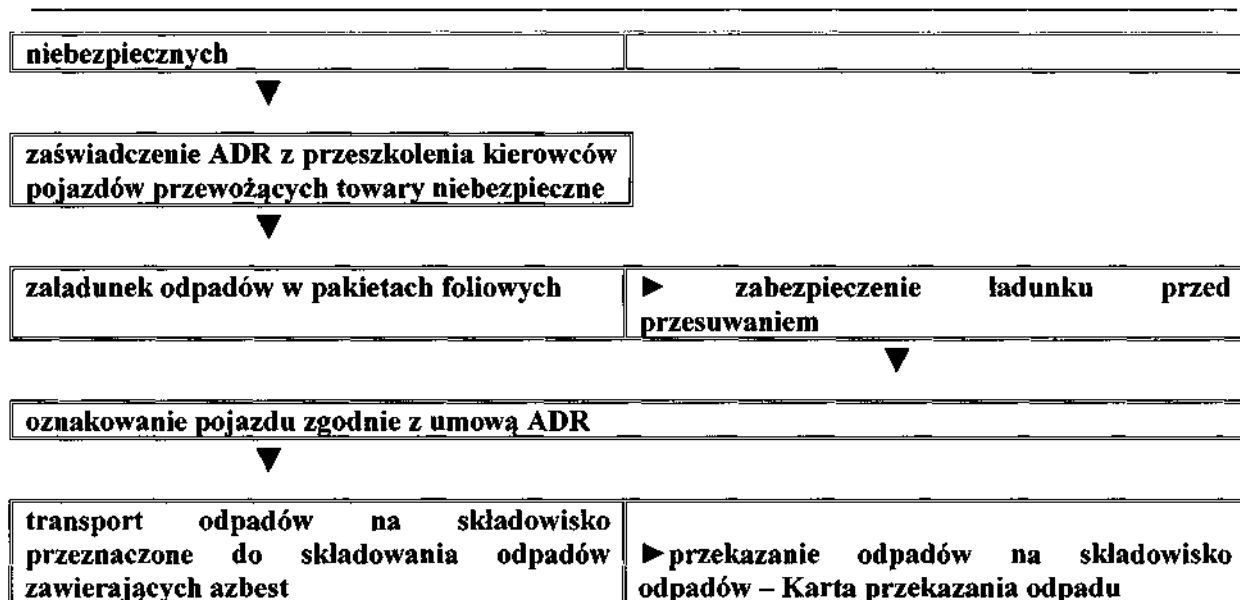 niebezpiecznych
▼
zaświadczenie ADR z przeszkolenia kierowców
pojazdów przewożących towary niebezpieczne
▼
załadunek odpadów w pakietach foliowych
► zabezpieczenie ładunku przed
przesuwaniem
▼
oznakowanie pojazdu zgodnie z umową ADR
▼
transport odpadów na składowisko
przeznaczone do składowania odpadów
zawierających azbest
►przekazanie odpadów na składowisko
odpadów – Karta przekazania odpadu